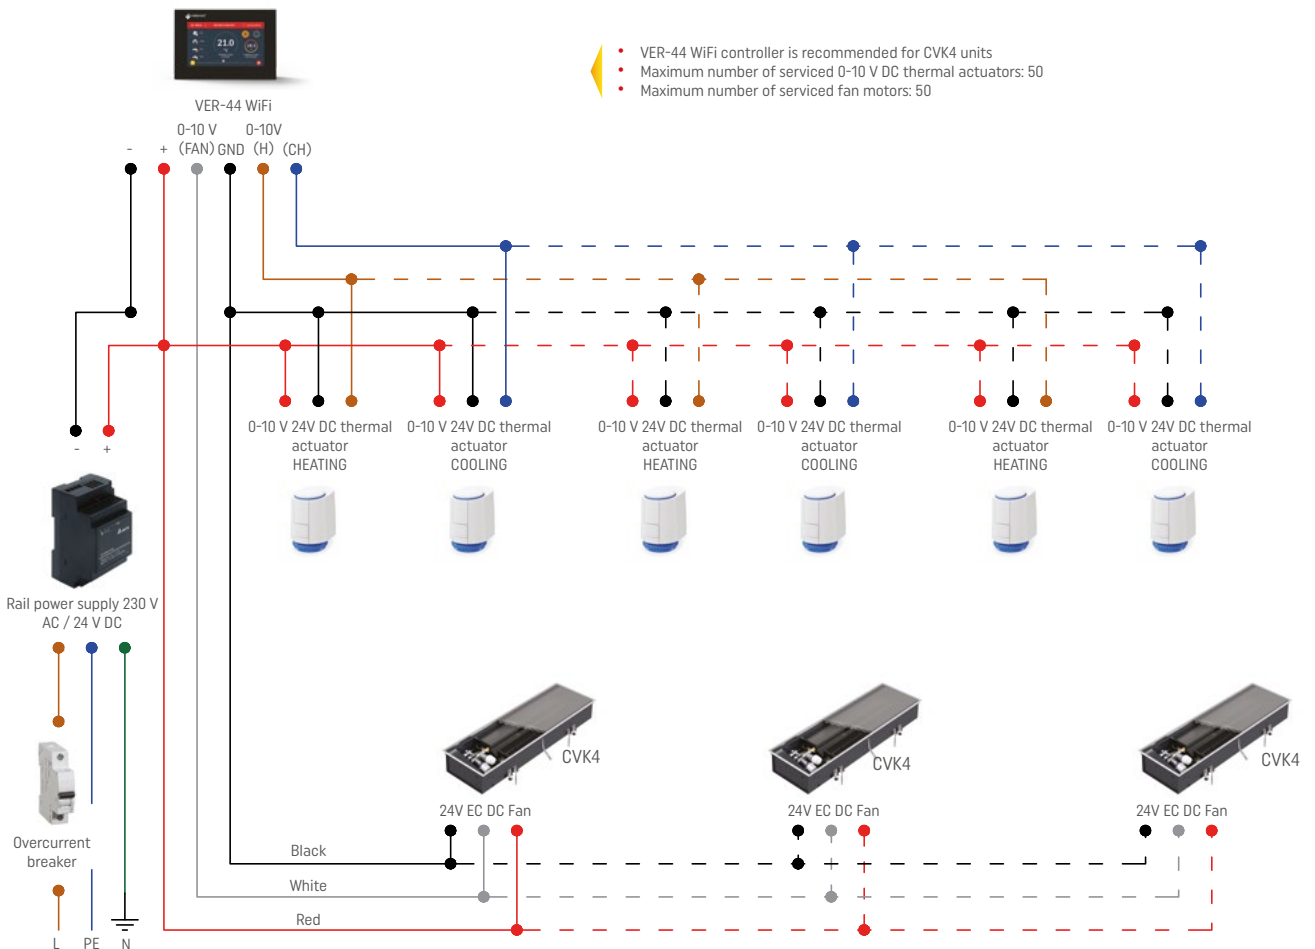 21.0
• VER-44 WiFi controller is recommended for CVK4 units
• Maximum number of serviced 0-10 V DC thermal actuators: 50
• Maximum number of serviced fan motors: 50
VER-44 WiFi
- + 0-10 V (FAN) GND 0-10V (H) (CH)
0-10 V 24V DC thermal
actuator
HEATING
0-10 V 24V DC thermal
actuator
COOLING
0-10 V 24V DC thermal
actuator
HEATING
0-10 V 24V DC thermal
actuator
COOLING
0-10 V 24V DC thermal
actuator
HEATING
0-10 V 24V DC thermal
actuator
COOLING
- +
Rail power supply 230 V
AC / 24 V DC
CVK4
CVK4
CVK4
24V EC DC Fan
24V EC DC Fan
24V EC DC Fan
Overcurrent
breaker
Black
White
Red
L PE N